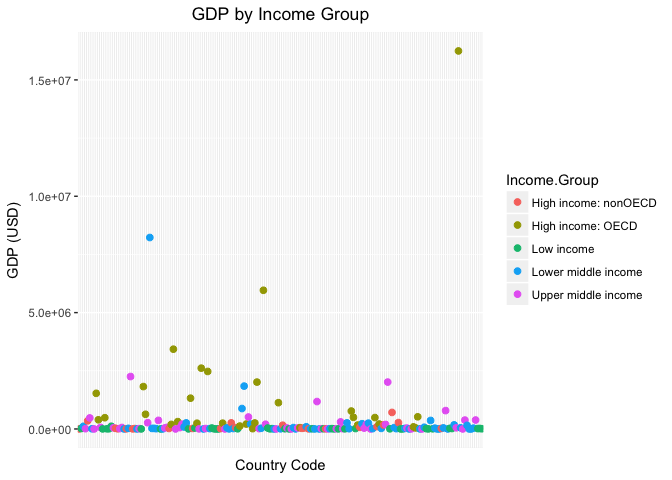 GDP by Income Group
GDP (USD)
1.5e+07
1.0e+07
5.0e+06
0.0e+00
Country Code
Income.Group
High income: nonOECD
High income: OECD
Low income
Lower middle income
Upper middle income